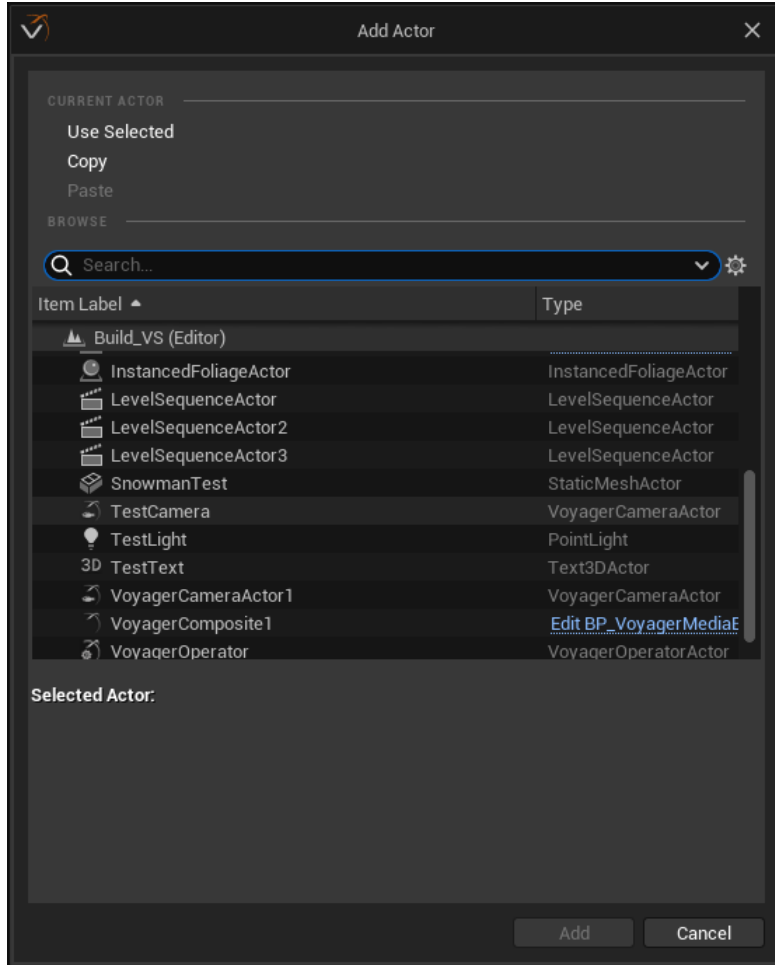 Add Actor
CURRENT ACTOR
Use Selected
Copy
Paste
BROWSE
Search...
Item Label Type
Build_VS (Editor)
InstancedFoliageActor InstancedFoliageActor
LevelSequenceActor LevelSequenceActor
LevelSequenceActor2 LevelSequenceActor
LevelSequenceActor3 LevelSequenceActor
SnowmanTest StaticMeshActor
TestCamera VoyagerCameraActor
TestLight PointLight
3D TestText Text3DActor
VoyagerCameraActor1 VoyagerCameraActor
VoyagerComposite1 Edit BP_VoyagerMediaE
VoyagerOperator VoyagerOperatorActor
Selected Actor:
Add Cancel